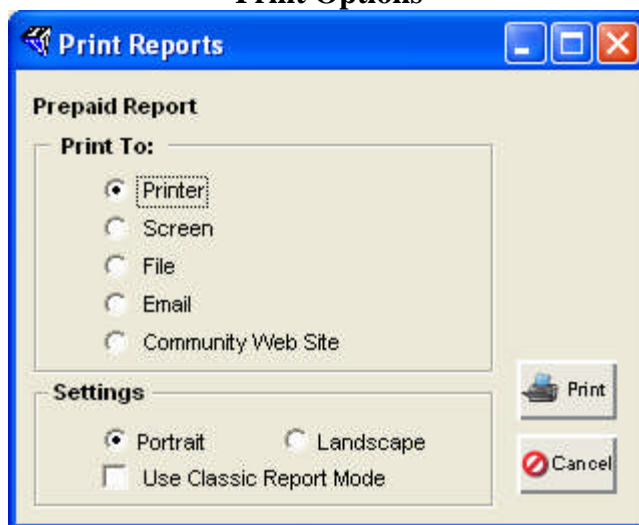 Print Options
Print Reports
Prepaid Report
Print To:
Printer
Screen
File
Email
Community Web Site
Settings
Portrait Landscape
Use Classic Report Mode
Print
Cancel